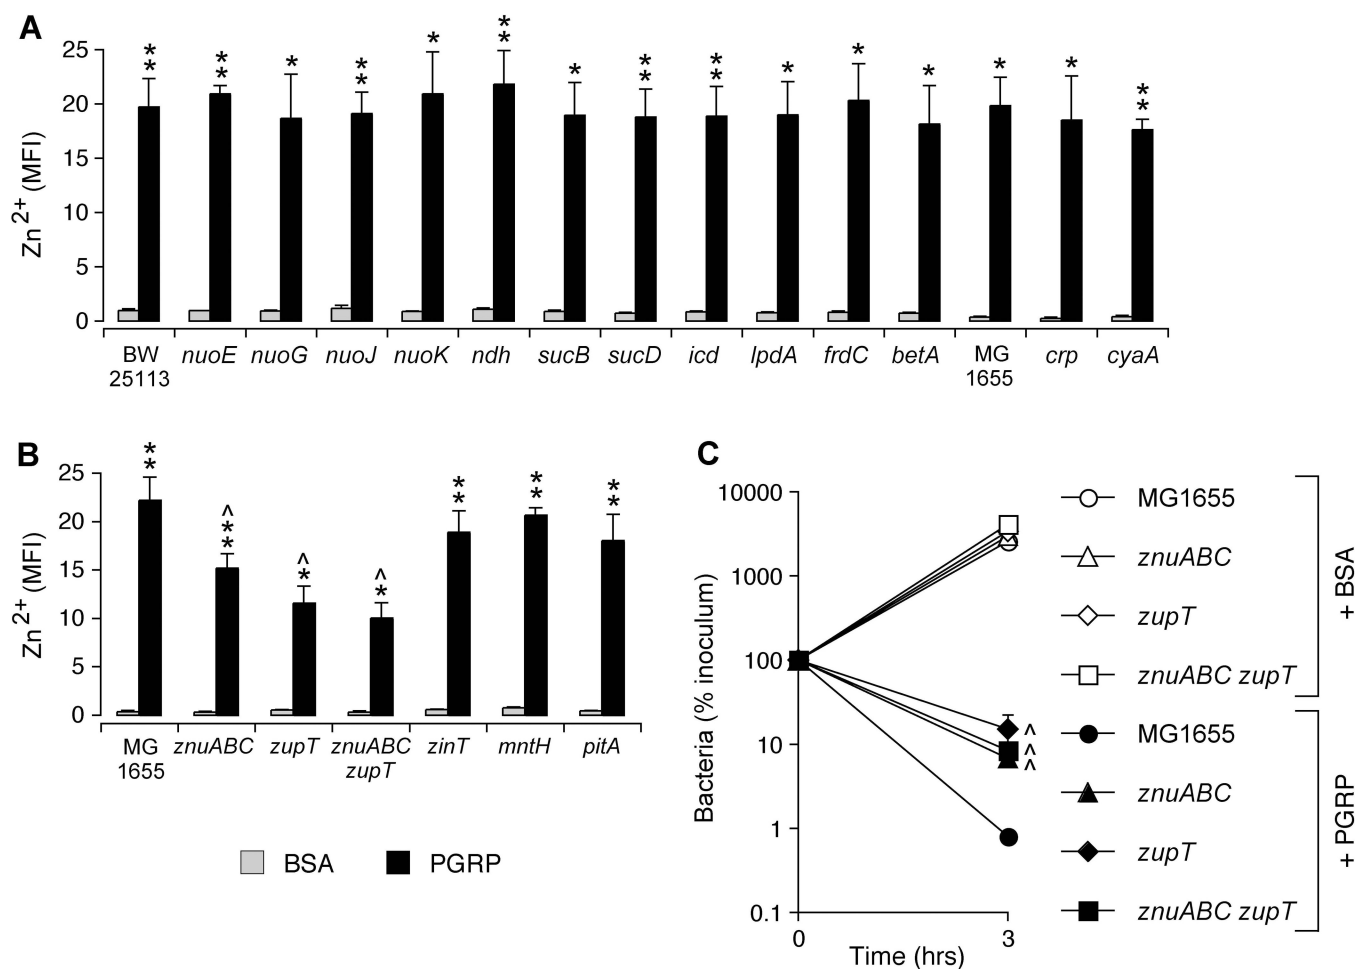 A
Zn2+ (MFI)
25
20
15
10
5
0
** ** * ** * ** * ** ** * * * * * **
BW 25113 nuoE nuoG nuoJ nuoK ndh sucB sucD icd lpdA frdC betA MG 1655 crp cyaA
B
Zn2+ (MFI)
25
20
15
10
5
0
** ^** ^* ^* ** ** **
MG 1655 znuABC zupT znuABC zupT zinT mntH pitA
BSA PGRP
C
Bacteria (% inoculum)
10000
1000
100
10
1
0.1
^
^
^
0 3
Time (hrs)
MG1655
znuABC
zupT
znuABC zupT
+ BSA
MG1655
znuABC
zupT
znuABC zupT
+ PGRP